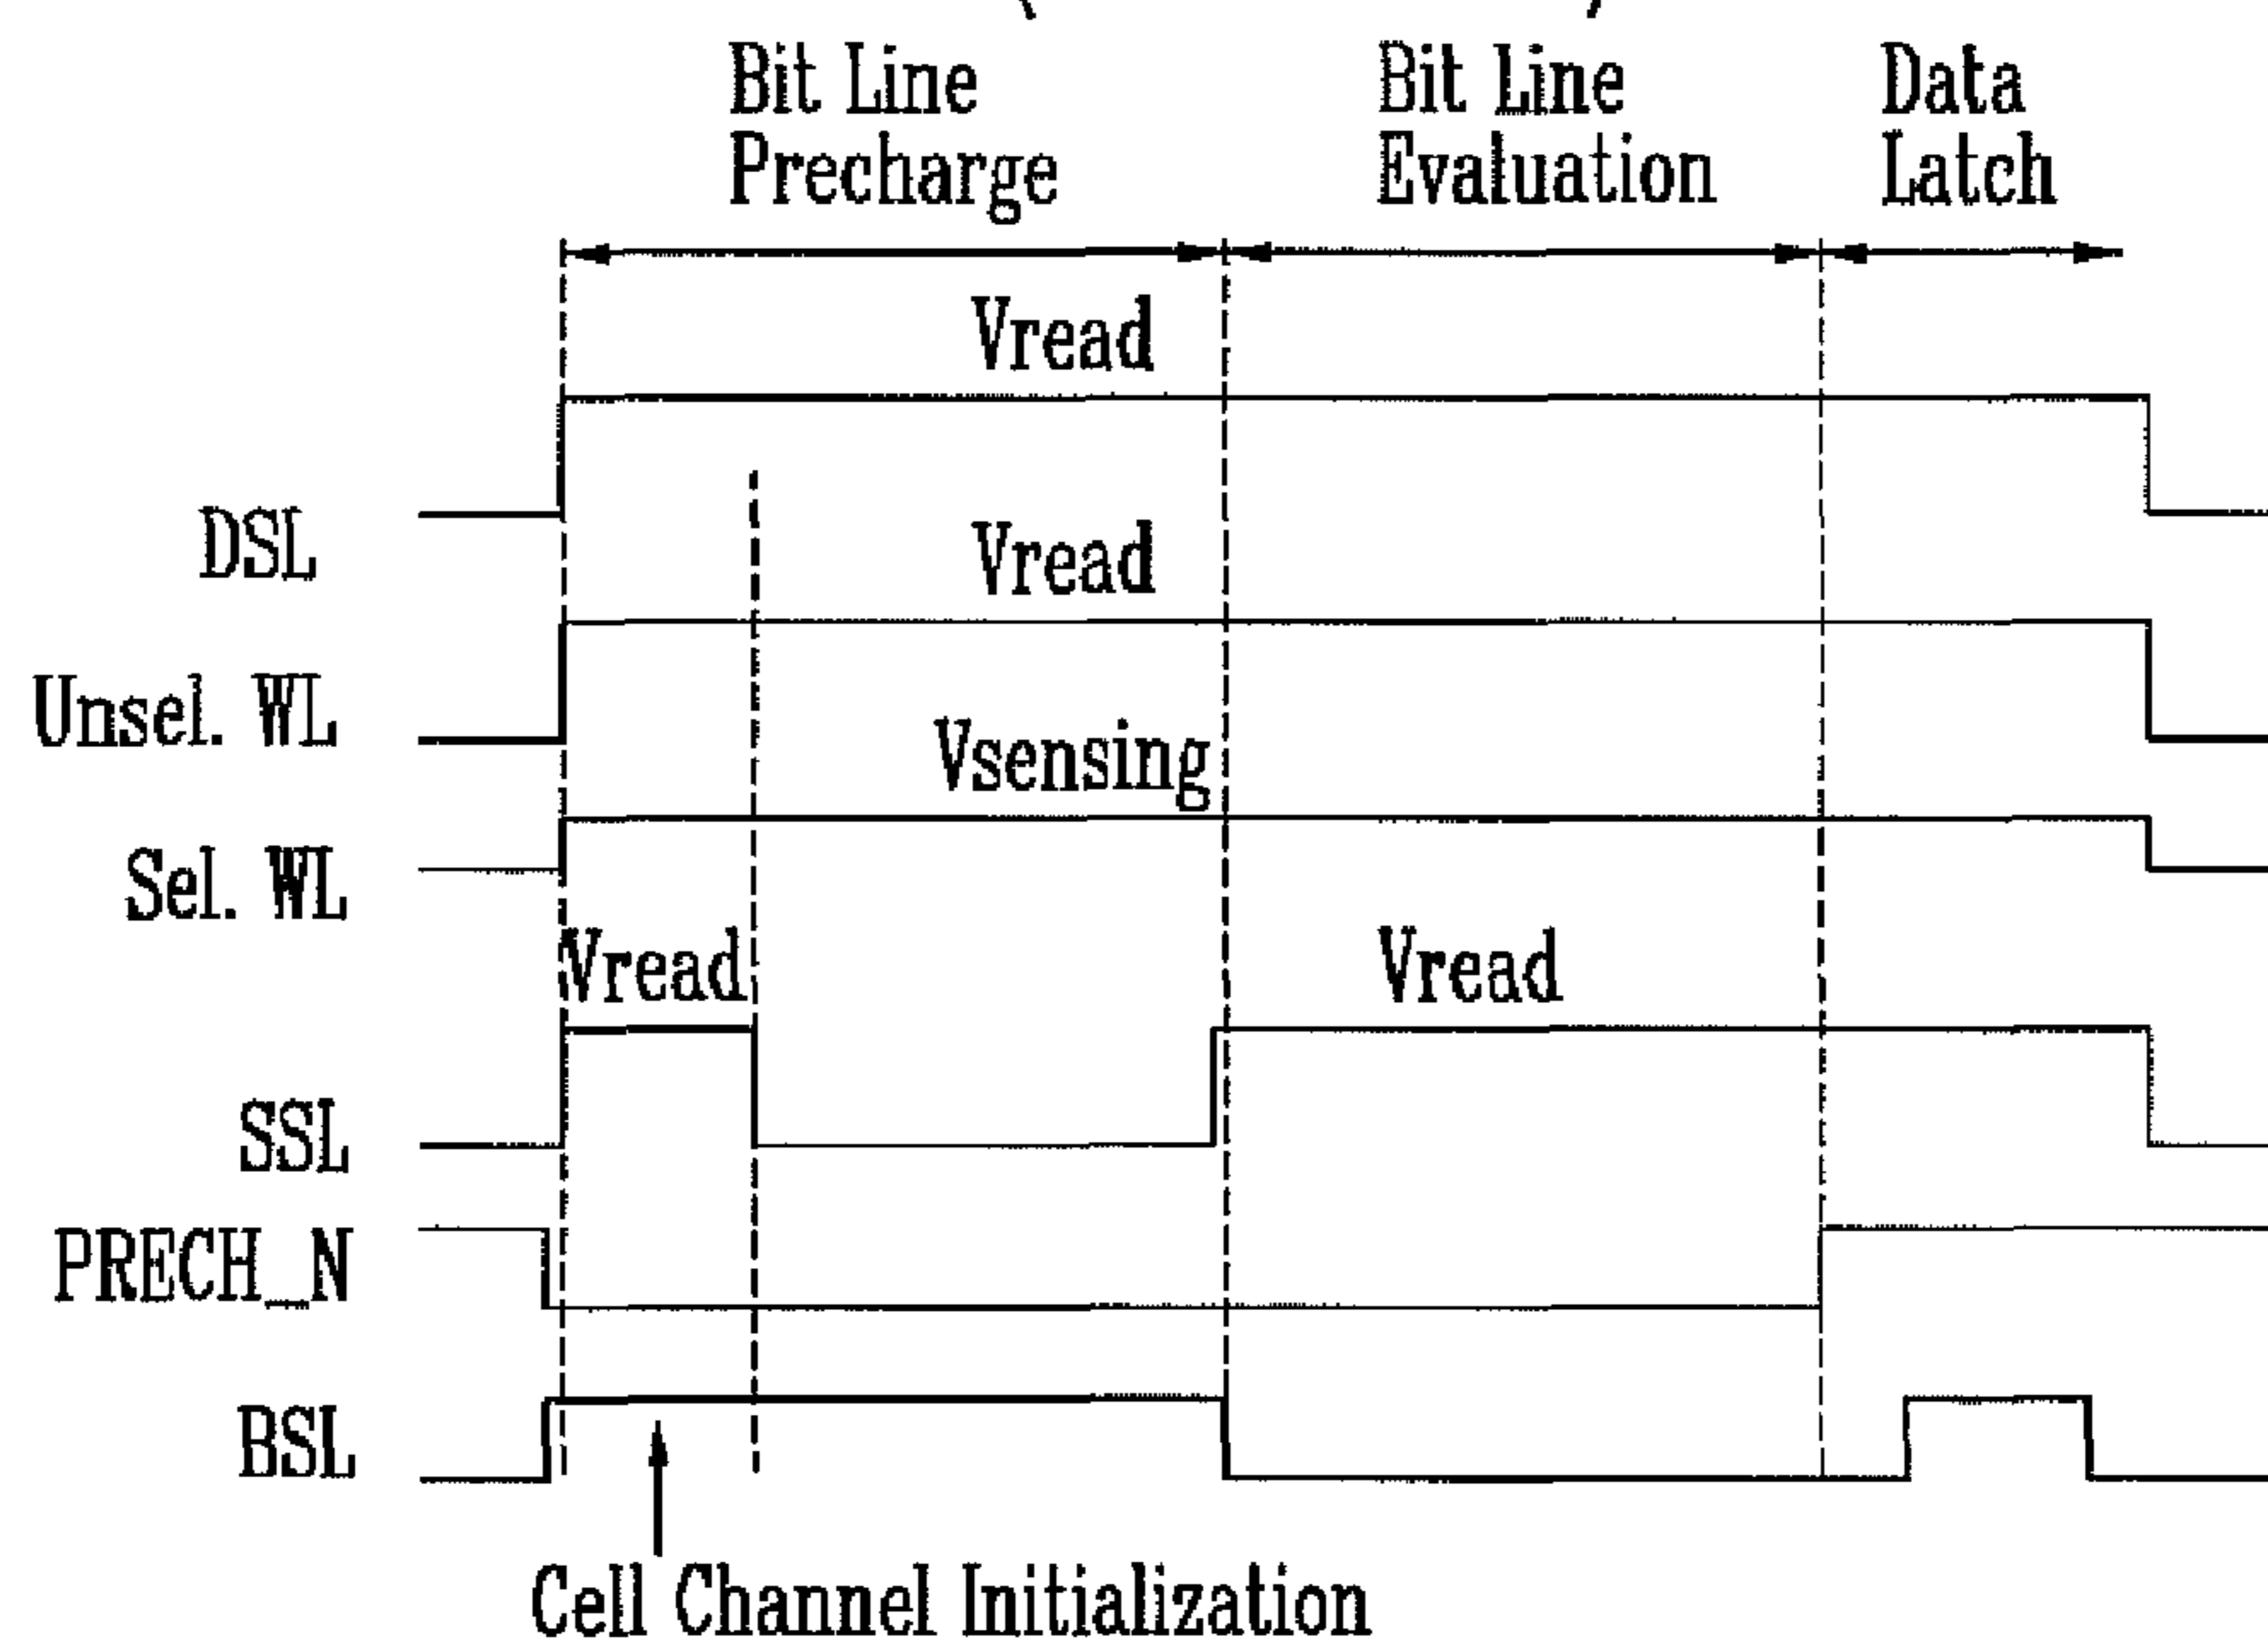 Bit Line
Precharge
Bit Line
Evaluation
Data
Latch
Vread
DSL
Vread
Unsel. WL
Vsensing
Sel. WL
Vread
Vread
SSL
PRECH_N
BSL
Cell Channel Initialization